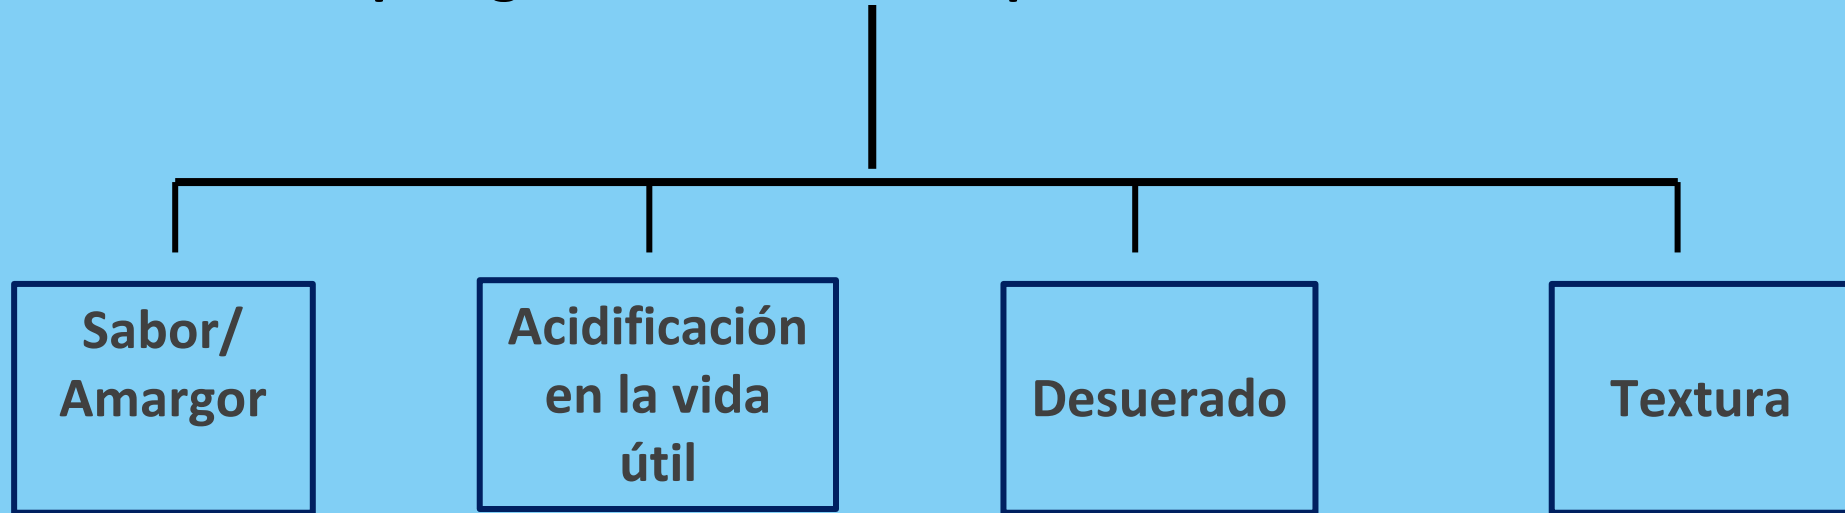 Sabor/
Amargor
Acidificación
en la vida
útil
Desuerado
Textura